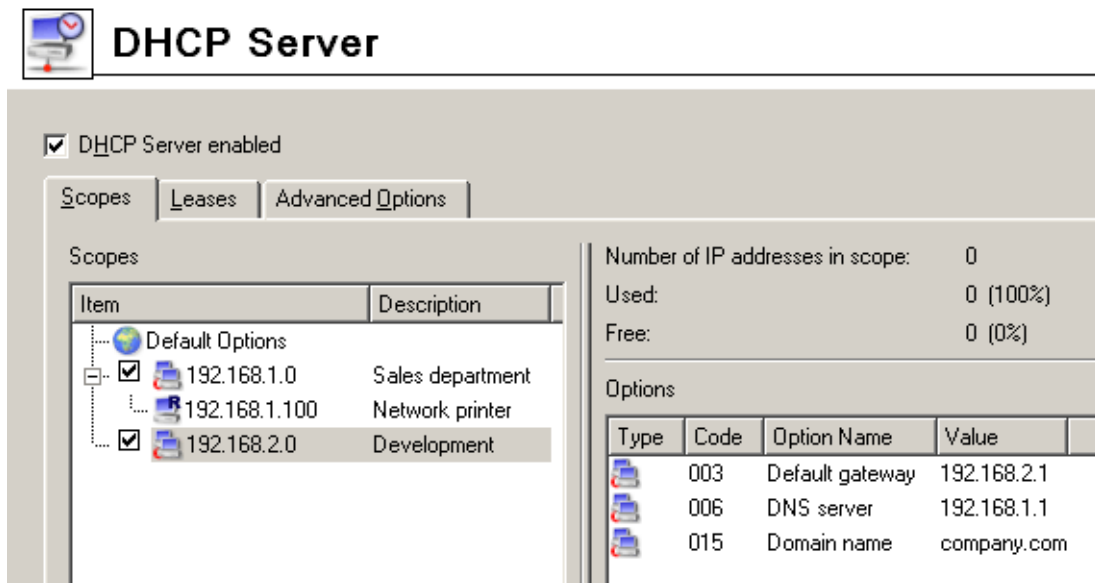 DHCP Server
DHCP Server enabled
Scopes Leases Advanced Options
Scopes
Item Description
Default Options
192.168.1.0 Sales department
R 192.168.1.100 Network printer
192.168.2.0 Development
Number of IP addresses in scope: 0
Used: 0 (100%)
Free: 0 (0%)
Options
Type Code Option Name Value
003 Default gateway 192.168.2.1
006 DNS server 192.168.1.1
015 Domain name company.com